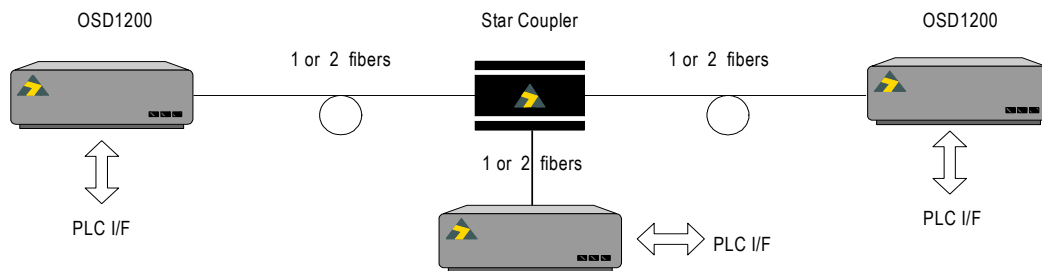 OSD1200
Star Coupler
OSD1200
1 or 2 fibers
1 or 2 fibers
1 or 2 fibers
PLC I/F
PLC I/F
PLC I/F